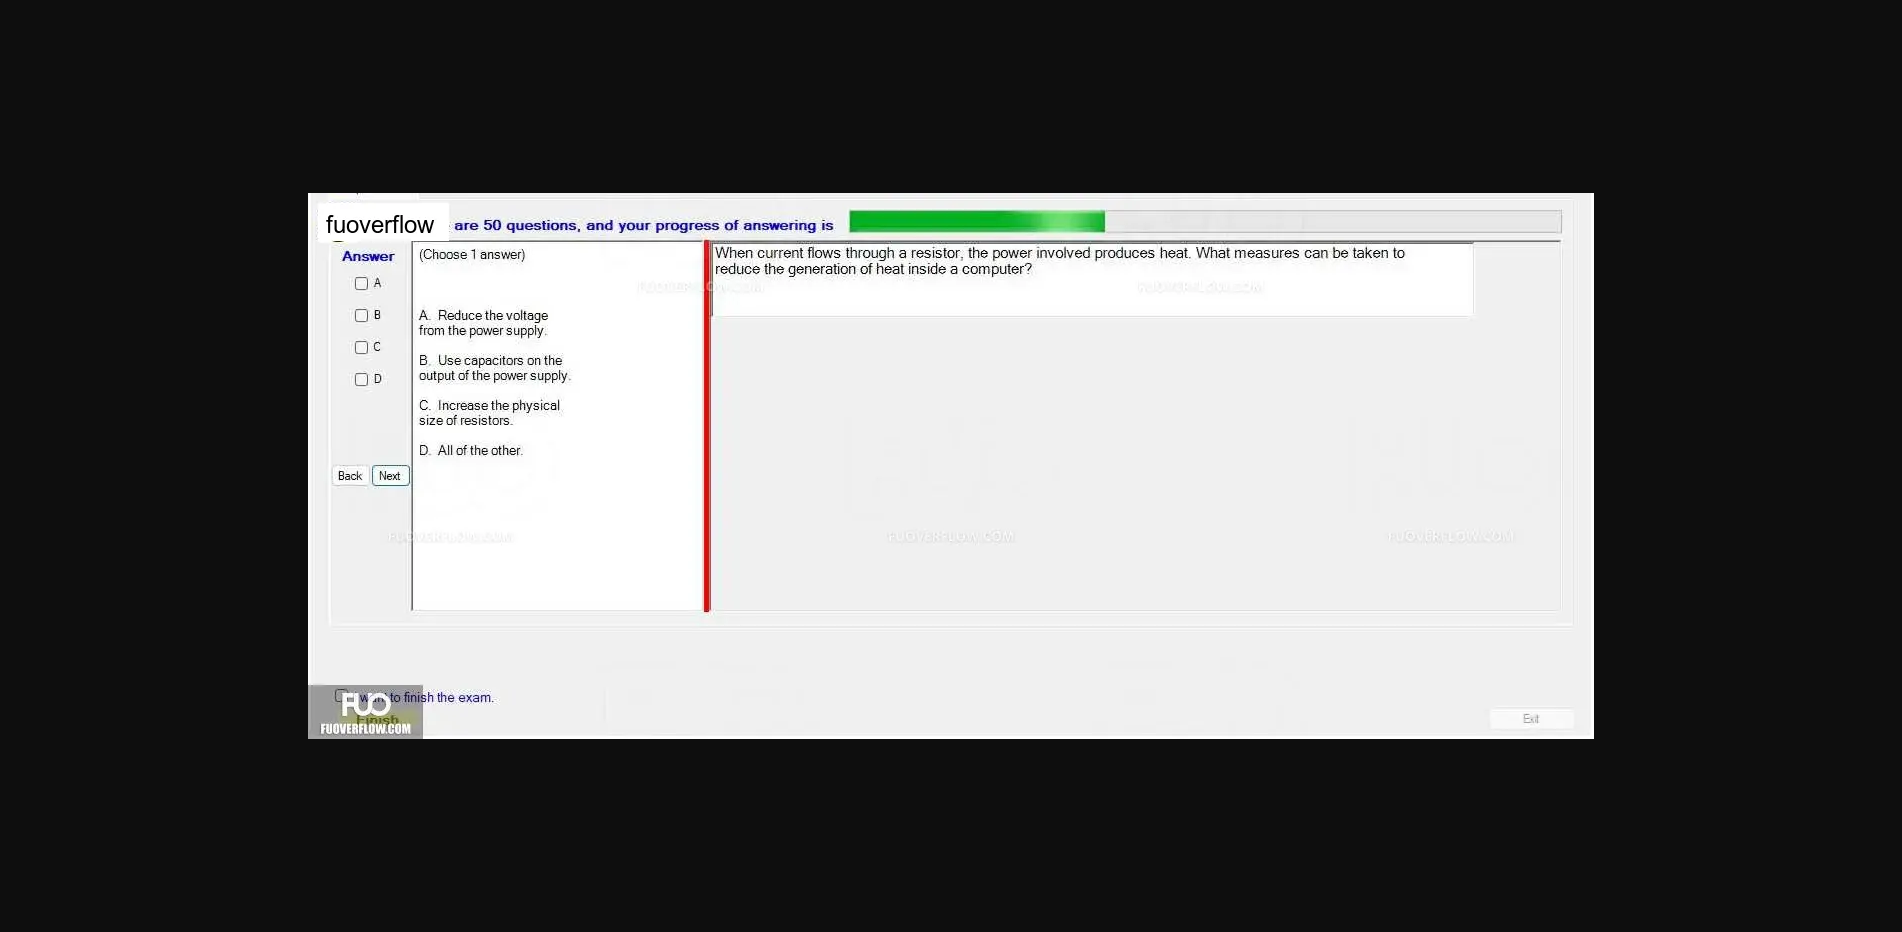 fuoverflow
are 50 questions, and your progress of answering is
Answer
(Choose 1 answer)
When current flows through a resistor, the power involved produces heat. What measures can be taken to
reduce the generation of heat inside a computer?
A
B
C
D
A. Reduce the voltage
from the power supply.
B. Use capacitors on the
output of the power supply.
C. Increase the physical
size of resistors.
D. All of the other.
Back
Next
FUOVERFLOW.COM
FUOVERFLOW.COM
FUOVERFLOW.COM
FUOVERFLOW.COM
FUOVERFLOW.COM
want to finish the exam.
Finish
FUO
FUOVERFLOW.COM
Exit